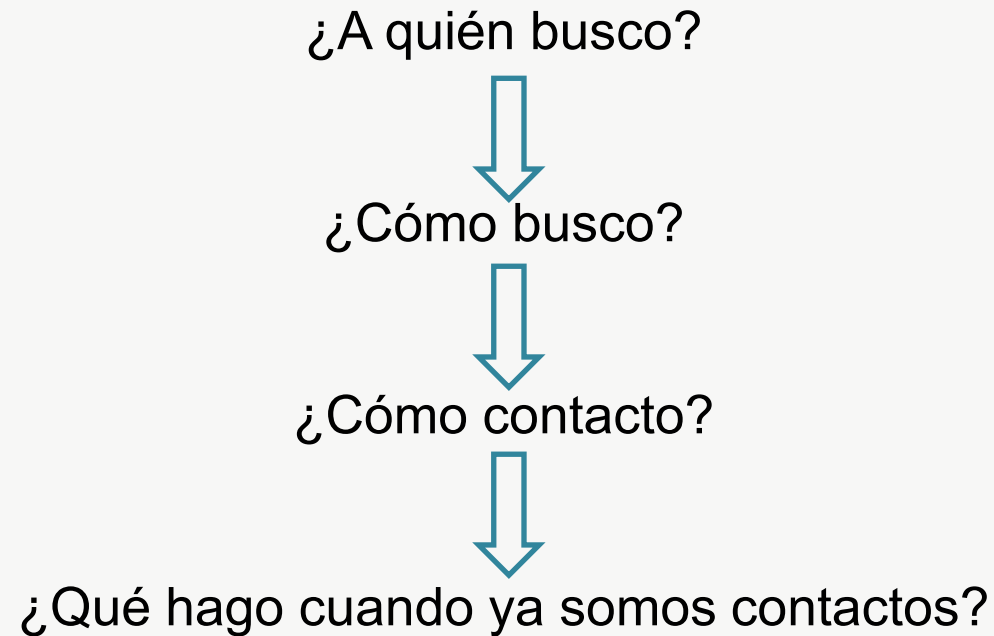 ¿A quién busco?
¿Cómo busco?
¿Cómo contacto?
¿Qué hago cuando ya somos contactos?